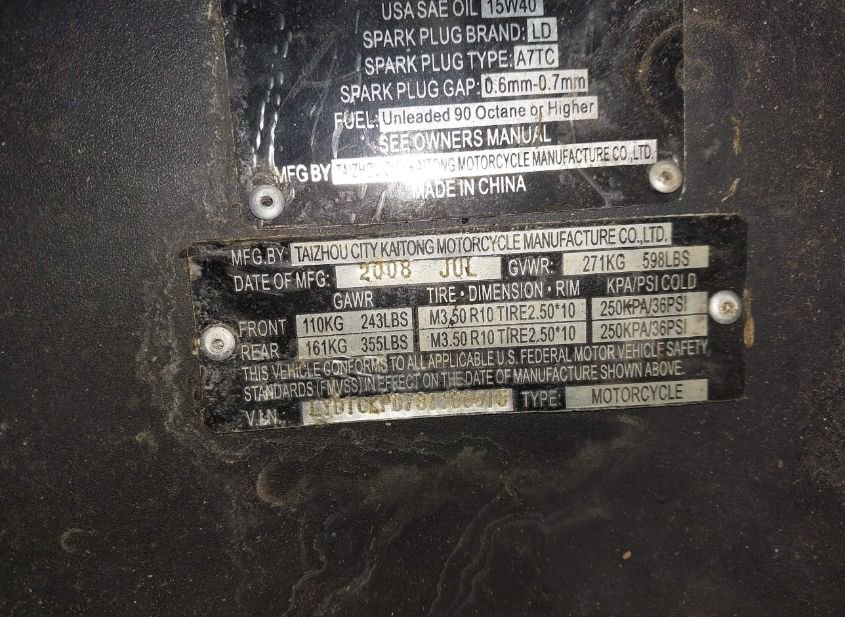 USA SAE OIL 15W40
SPARK PLUG BRAND: LD
SPARK PLUG TYPE: A7TC
SPARK PLUG GAP: 0.6mm-0.7mm
FUEL: Unleaded 90 Octane or Higher
SEE OWNERS MANUAL
MFG BY TAIZHOU CITY KAITONG MOTORCYCLE MANUFACTURE CO.,LTD.
MADE IN CHINA
MFG.BY: TAIZHOU CITY KAITONG MOTORCYCLE MANUFACTURE CO.,LTD.
DATE OF MFG: 2008 JUL GVWR: 271KG 598LBS
GAWR TIRE·DIMENSION·RIM KPA/PSI COLD
FRONT 110KG 243LBS M3.50 R10 TIRE2.50*10 250KPA/36PSI
REAR 161KG 355LBS M3.50 R10 TIRE2.50*10 250KPA/36PSI
THIS VEHICLE CONFORMS TO ALL APPLICABLE U.S. FEDERAL MOTOR VEHICLE SAFETY
STANDARDS (FMVSS) IN EFFECT ON THE DATE OF MANUFACTURE SHOWN ABOVE.
V.I.N. TYPE: MOTORCYCLE